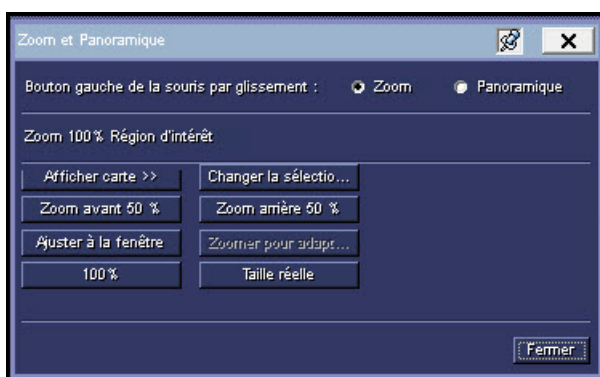 Zoom et Panoramique
Bouton gauche de la souris par glissement : Zoom Panoramique
Zoom 100% Région d'intérêt
Afficher carte >> Changer la sélectio...
Zoom avant 50 % Zoom arrière 50 %
Ajuster à la fenêtre Zoomer pour adapt...
100% Taille réelle
Fermer